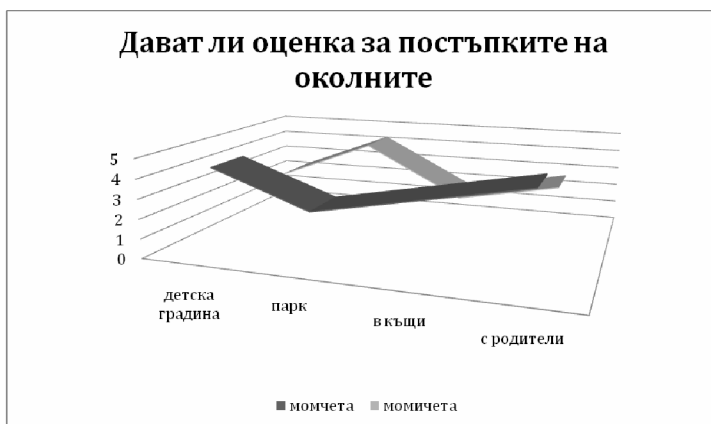 Дават ли оценка за постъпките на
околните
5
4
3
2
1
0
детска
градина
парк
в къщи
с родители
момчета
момичета